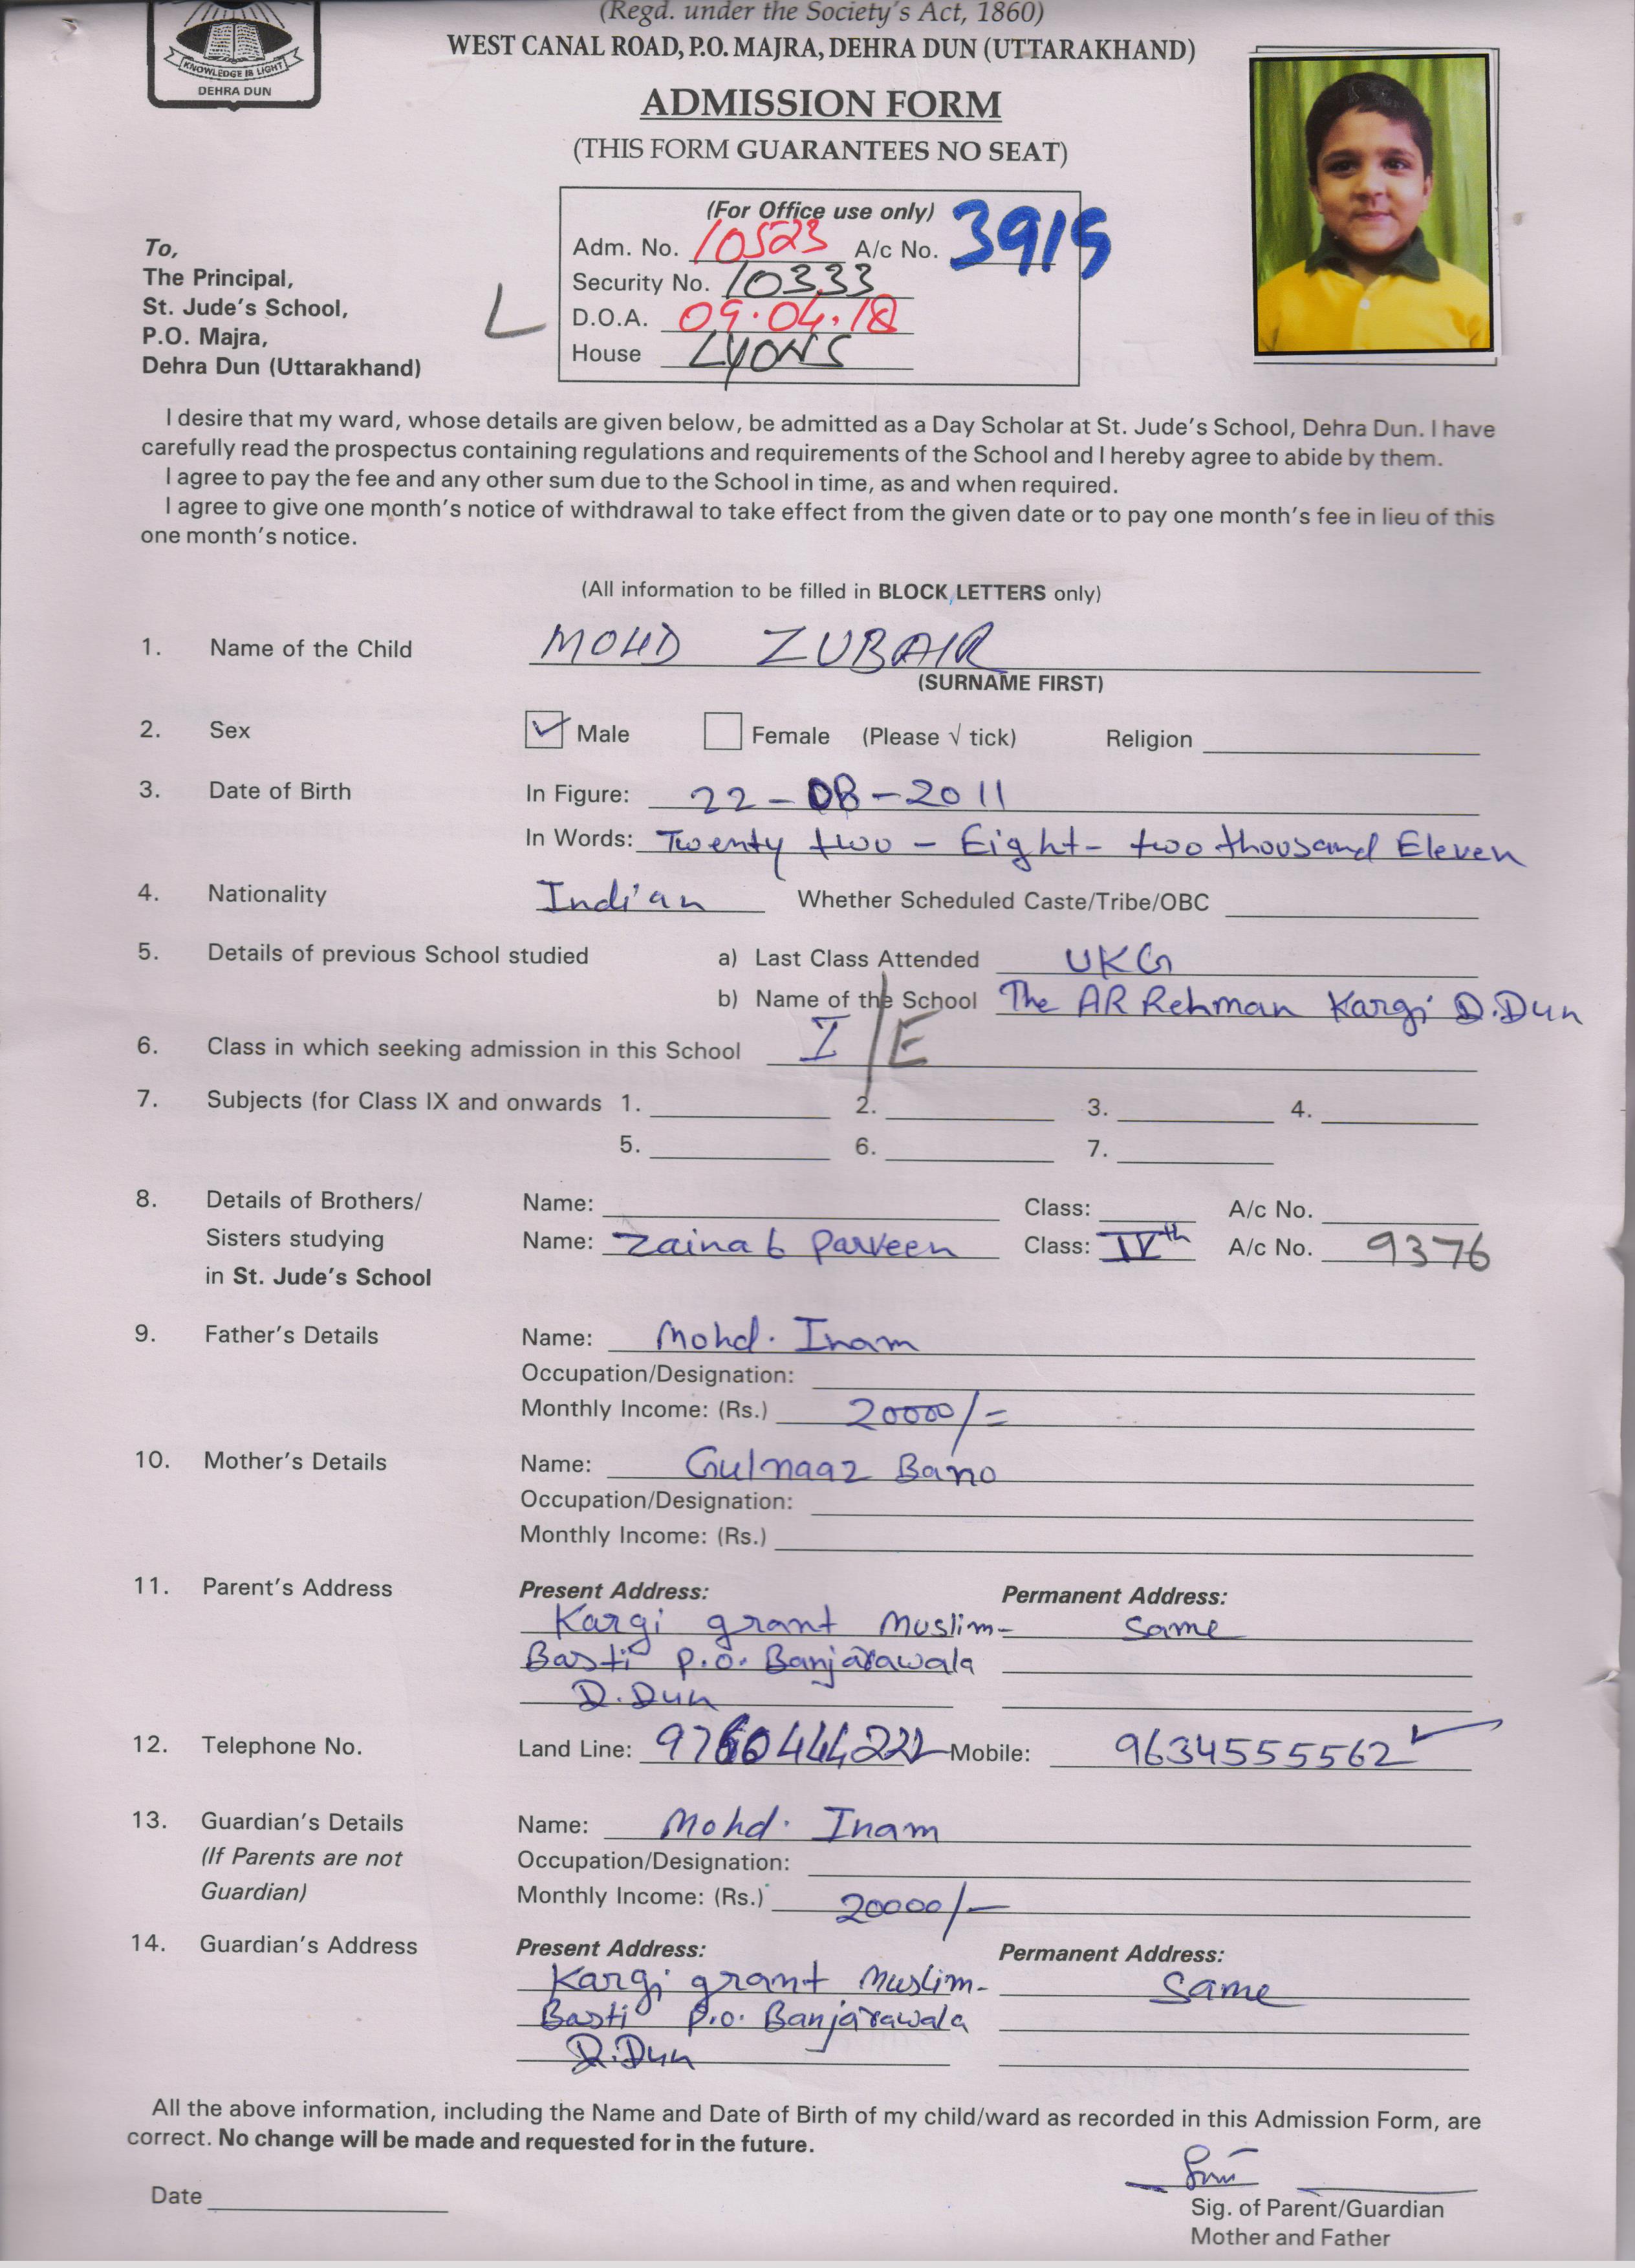 KNOWLEDGE IS LIGHT
DEHRA DUN
(Regd. under the Society's Act, 1860)
WEST CANAL ROAD, P.O. MAJRA, DEHRA DUN (UTTARAKHAND)
ADMISSION FORM
(THIS FORM GUARANTEES NO SEAT)
(For Office use only)
Adm. No. 10523 A/c No. 3915
Security No. 10333
D.O.A. 09.04.18
House LYONS
L
To,
The Principal,
St. Jude's School,
P.O. Majra,
Dehra Dun (Uttarakhand)
I desire that my ward, whose details are given below, be admitted as a Day Scholar at St. Jude's School, Dehra Dun. I have
carefully read the prospectus containing regulations and requirements of the School and I hereby agree to abide by them.
I agree to pay the fee and any other sum due to the School in time, as and when required.
I agree to give one month's notice of withdrawal to take effect from the given date or to pay one month's fee in lieu of this
one month's notice.
(All information to be filled in BLOCK LETTERS only)
1. Name of the Child MOHD ZUBAIR
(SURNAME FIRST)
2. Sex Male Female (Please √ tick) Religion
3. Date of Birth In Figure: 22-08-2011
In Words: Twenty two - Eight - two thousand Eleven
4. Nationality Indian Whether Scheduled Caste/Tribe/OBC
5. Details of previous School studied a) Last Class Attended UKG
b) Name of the School The AR Rehman Kargi D.Dun
6. Class in which seeking admission in this School I/E
7. Subjects (for Class IX and onwards 1. 2. 3. 4.
5. 6. 7.
8. Details of Brothers/ Name: Class: A/c No.
Sisters studying Name: Zainab Parveen Class: IVth A/c No. 9376
in St. Jude's School
9. Father's Details Name: Mohd. Inam
Occupation/Designation:
Monthly Income: (Rs.) 20000/=
10. Mother's Details Name: Gulnaaz Bano
Occupation/Designation:
Monthly Income: (Rs.)
11. Parent's Address Present Address: Permanent Address:
Kargi grant Muslim- Same
Basti P.O. Banjarawala
D.Dun
12. Telephone No. Land Line: Mobile: 9634555562
13. Guardian's Details Name: Mohd. Inam
(If Parents are not Occupation/Designation:
Guardian) Monthly Income: (Rs.) 20000/-
14. Guardian's Address Present Address: Permanent Address:
Kargi grant Muslim- Same
Basti P.O. Banjarawala
D.Dun
All the above information, including the Name and Date of Birth of my child/ward as recorded in this Admission Form, are
correct. No change will be made and requested for in the future.
Date
Sig. of Parent/Guardian
Mother and Father